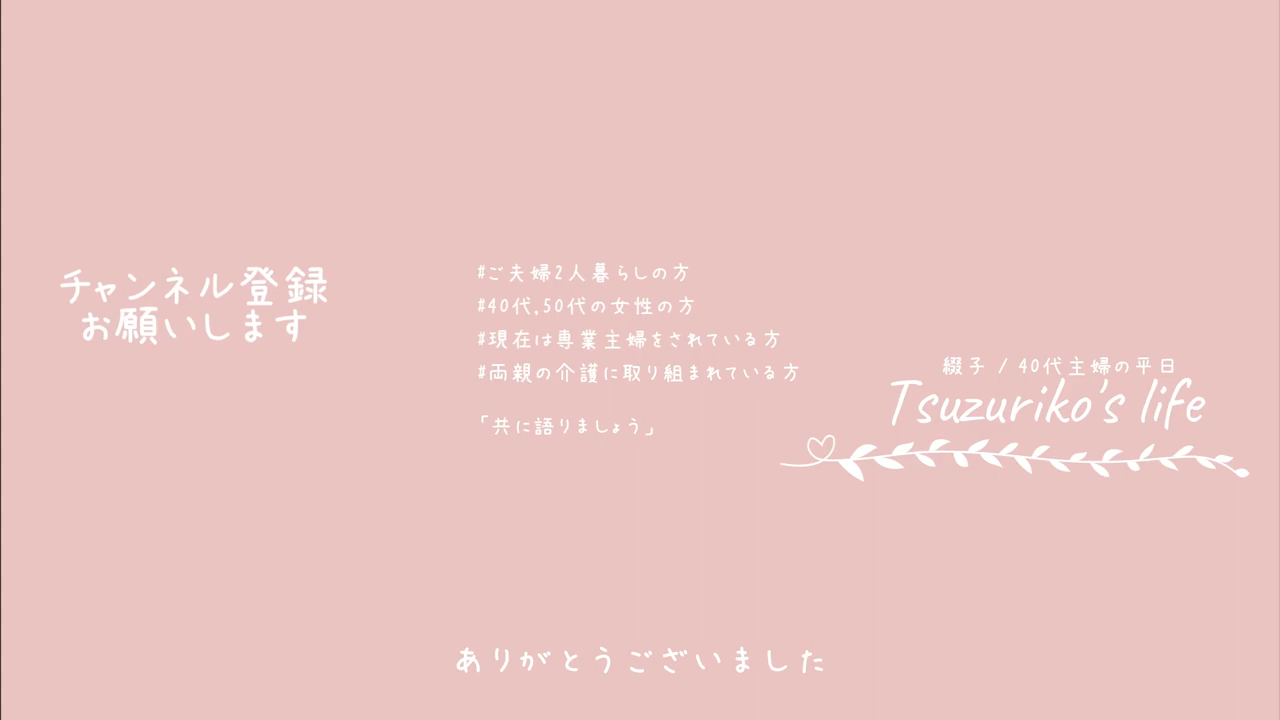 チャンネル登録
お願いします
#ご夫婦2人暮らしの方
#40代,50代の女性の方
#現在は専業主婦をされている方
#両親の介護に取り組まれている方
「共に語りましょう」
綴子 / 40代主婦の平日
Tsuzuriko's life
ありがとうございました